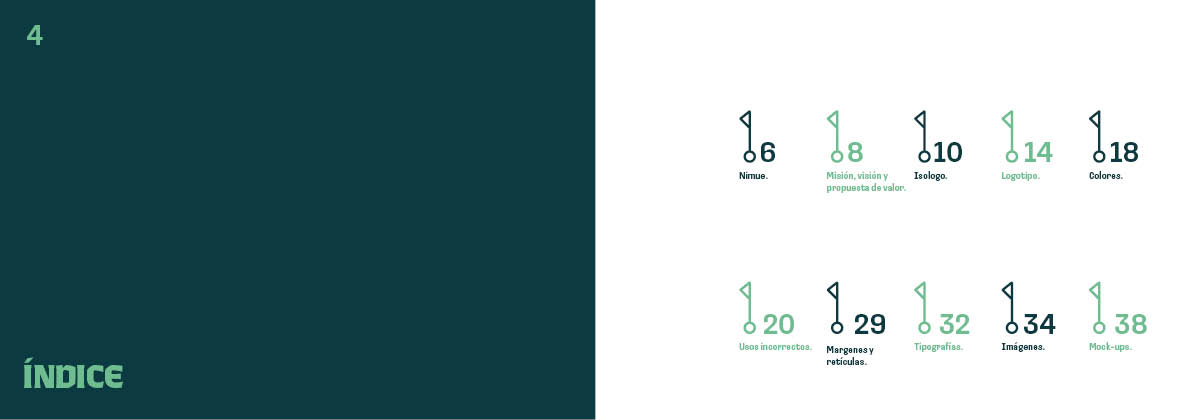 4
ÍNDICE
6
Nimue.
8
Misión, visión y
propuesta de valor.
10
Isologo.
14
Logotipo.
18
Colores.
20
Usos incorrectos.
29
Margenes y
retículas.
32
Tipografías.
34
Imágenes.
38
Mock-ups.